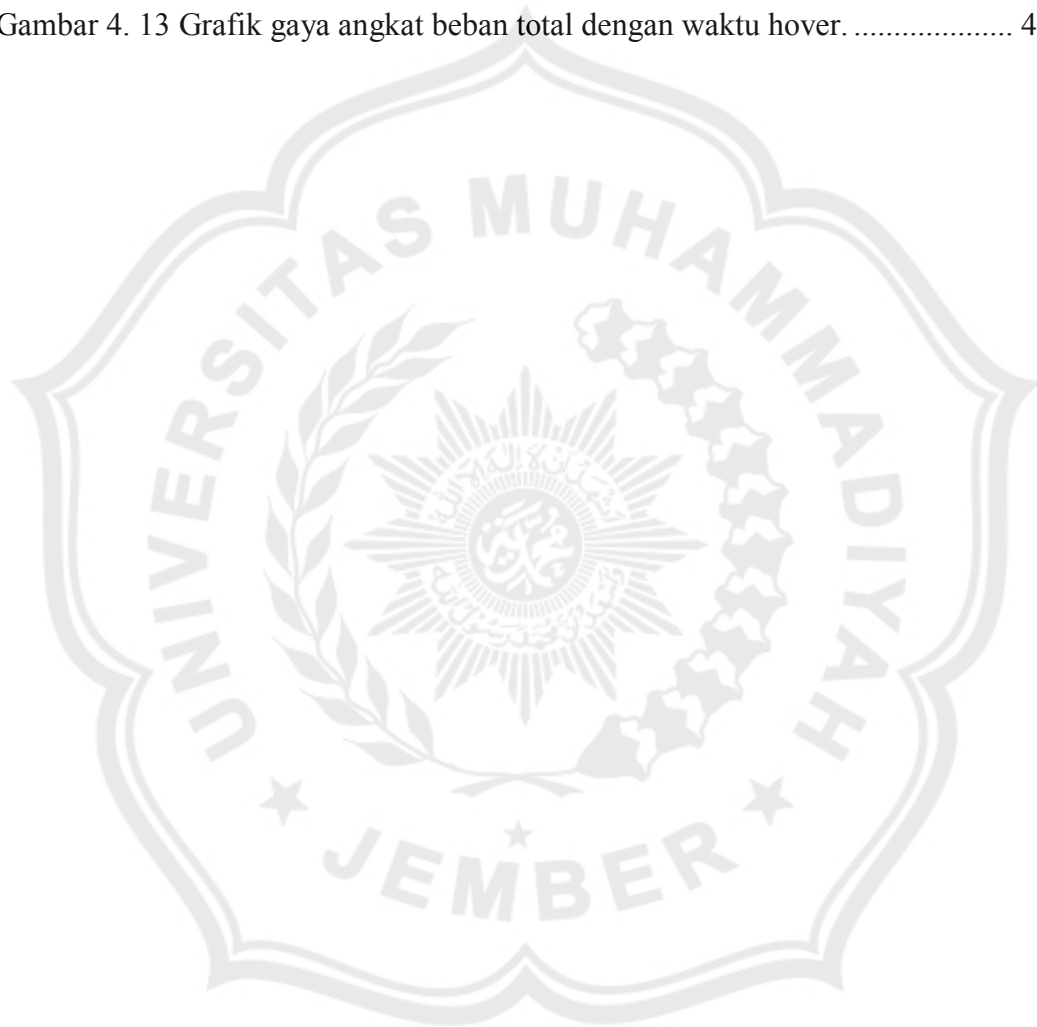 Gambar 4. 13 Grafik gaya angkat beban total dengan waktu hover. .................... 4
UNIVERSITAS MUHAMMADIYAH
JEMBER